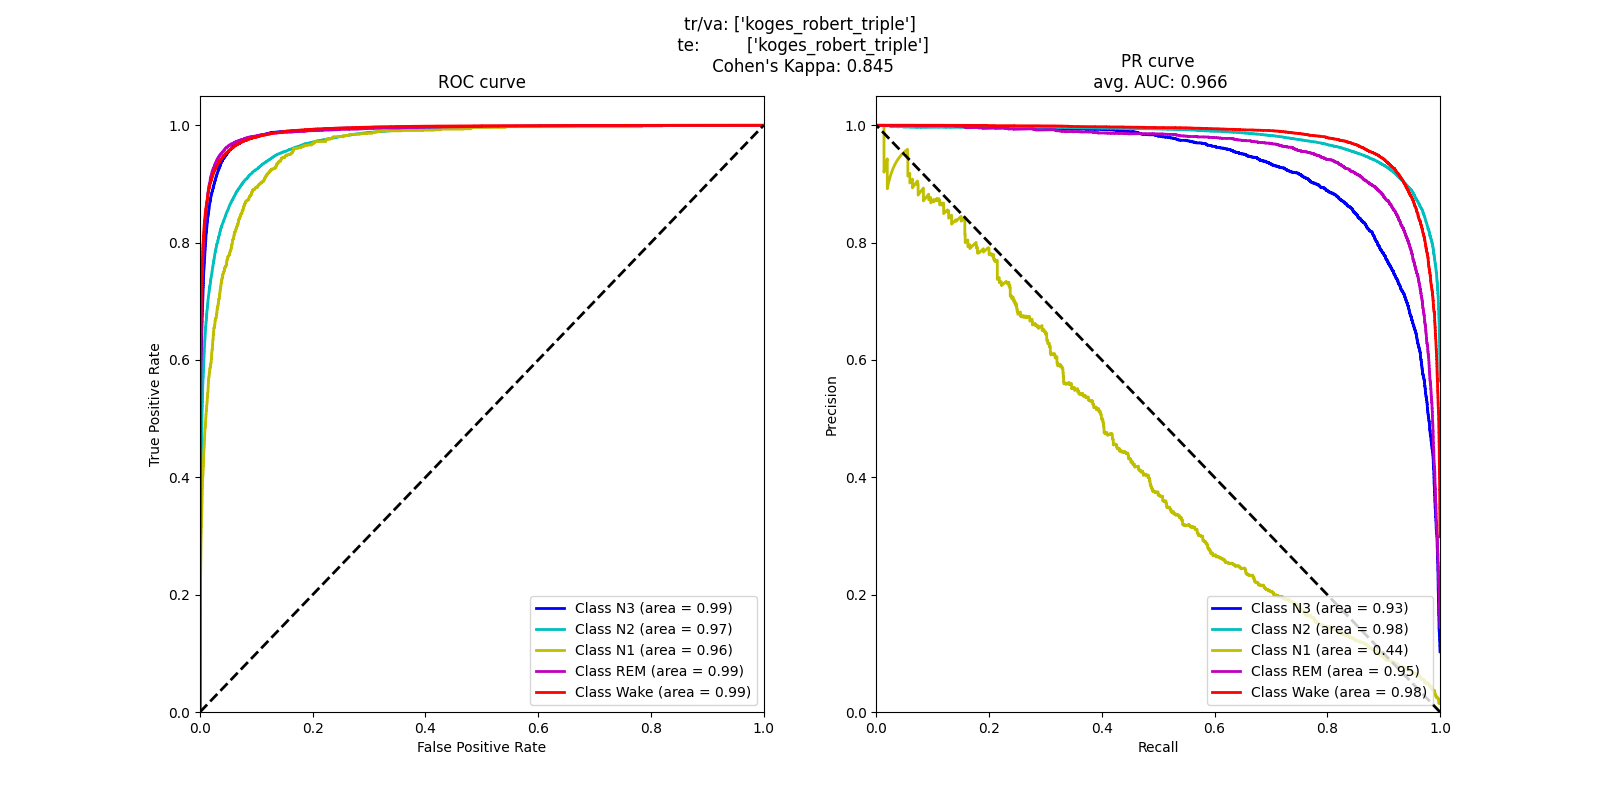 tr/va: ['koges_robert_triple']
te: ['koges_robert_triple']
Cohen's Kappa: 0.845
ROC curve
1.0
0.8
0.6
0.4
0.2
0.0
True Positive Rate
0.0 0.2 0.4 0.6 0.8 1.0
False Positive Rate
Class N3 (area = 0.99)
Class N2 (area = 0.97)
Class N1 (area = 0.96)
Class REM (area = 0.99)
Class Wake (area = 0.99)
PR curve
avg. AUC: 0.966
1.0
0.8
0.6
0.4
0.2
0.0
Precision
0.0 0.2 0.4 0.6 0.8 1.0
Recall
Class N3 (area = 0.93)
Class N2 (area = 0.98)
Class N1 (area = 0.44)
Class REM (area = 0.95)
Class Wake (area = 0.98)